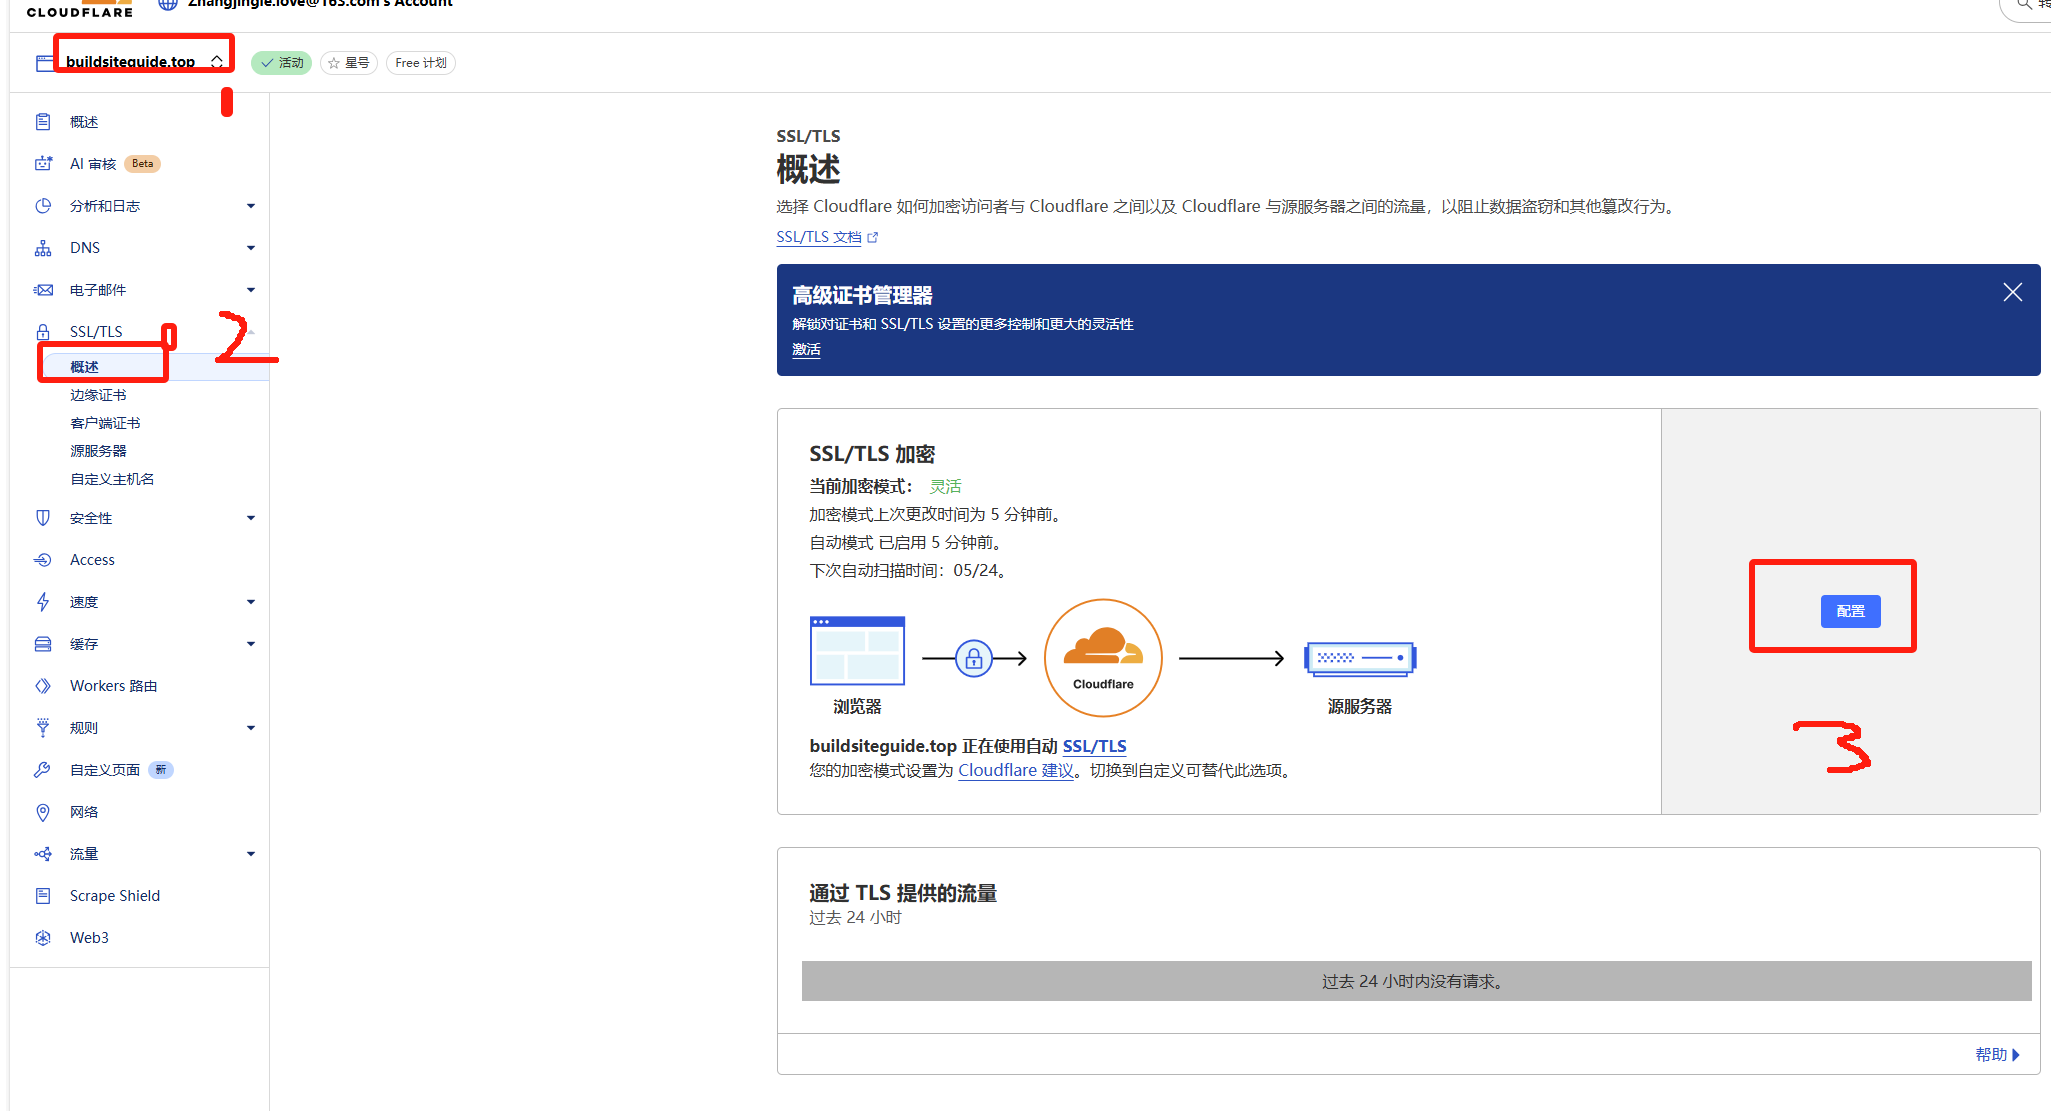 CLOUDFLARE
Zhangjingle.love@163.com's Account
buildsiteguide.top
活动
星号
Free 计划
1
概述
AI 审核
Beta
分析和日志
DNS
电子邮件
SSL/TLS
2
概述
边缘证书
客户端证书
源服务器
自定义主机名
安全性
Access
速度
缓存
Workers 路由
规则
自定义页面
新
网络
流量
Scrape Shield
Web3
SSL/TLS
概述
选择 Cloudflare 如何加密访问者与 Cloudflare 之间以及 Cloudflare 与源服务器之间的流量，以阻止数据盗窃和其他篡改行为。
SSL/TLS 文档
高级证书管理器
解锁对证书和 SSL/TLS 设置的更多控制和更大的灵活性
激活
SSL/TLS 加密
当前加密模式： 灵活
加密模式上次更改时间为 5 分钟前。
自动模式 已启用 5 分钟前。
下次自动扫描时间：05/24。
Cloudflare
浏览器
源服务器
buildsiteguide.top 正在使用自动 SSL/TLS
您的加密模式设置为 Cloudflare 建议。切换到自定义可替代此选项。
配置
3
通过 TLS 提供的流量
过去 24 小时
过去 24 小时内没有请求。
帮助